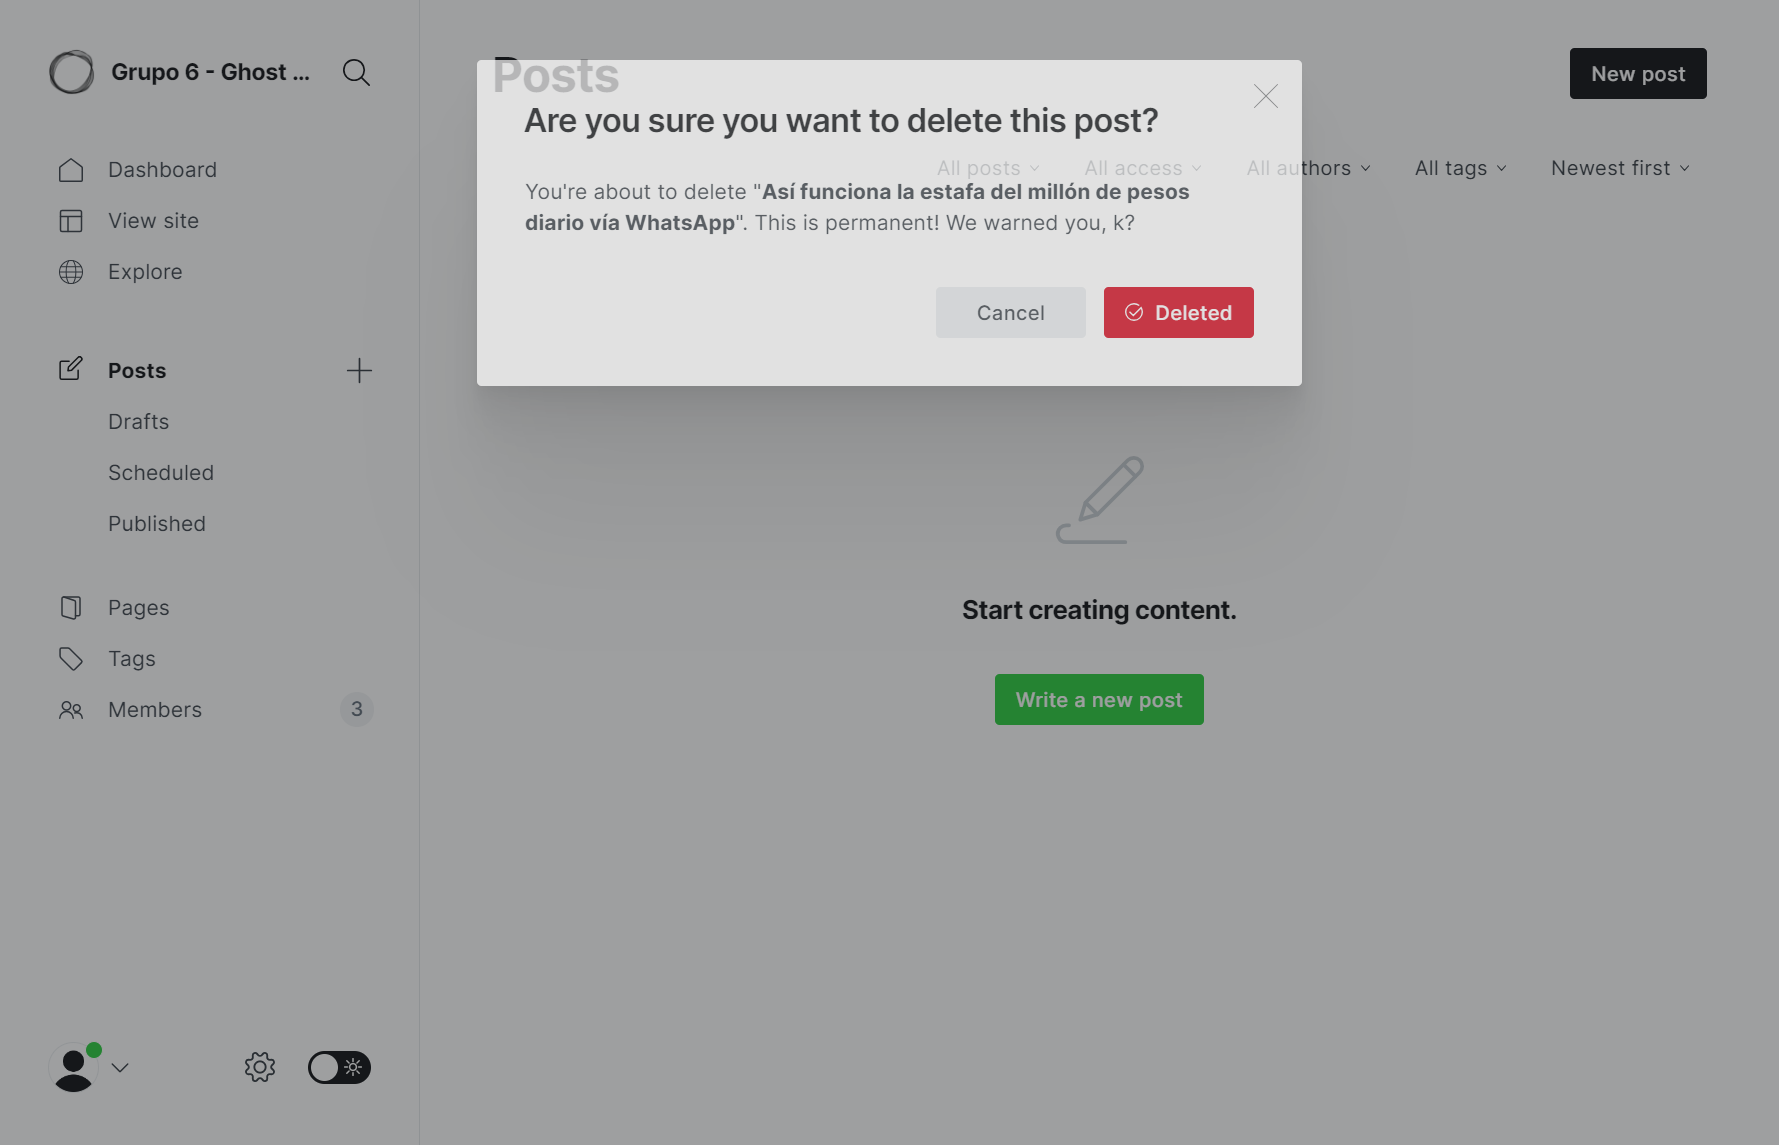 Grupo 6 - Ghost ...
Dashboard
View site
Explore
Posts
Drafts
Scheduled
Published
Pages
Tags
Members
3
Posts
New post
All posts
All access
All authors
All tags
Newest first
Are you sure you want to delete this post?
You're about to delete "Así funciona la estafa del millón de pesos
diario vía WhatsApp". This is permanent! We warned you, k?
Cancel
Deleted
Start creating content.
Write a new post